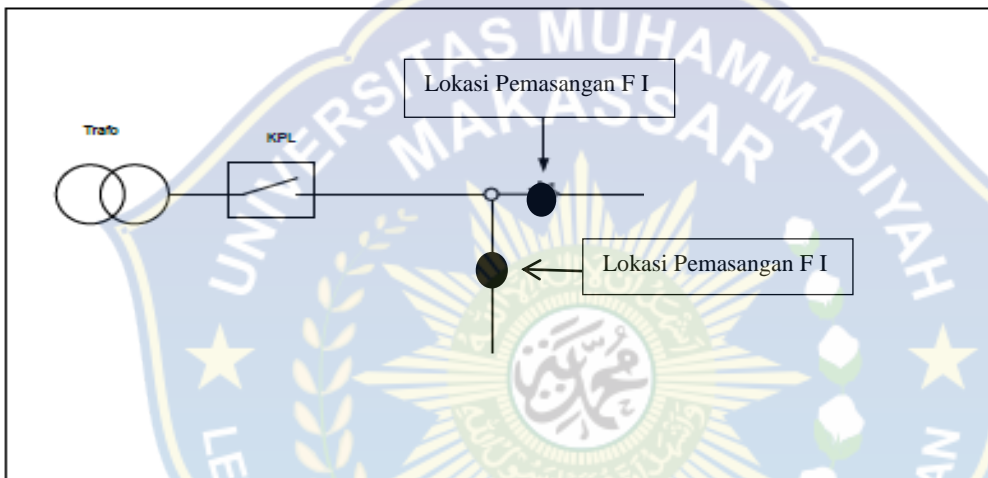 UNIVERSITAS MUHAMMADIYAH
MAKASSAR
Lokasi Pemasangan F I
Trafo
KPL
Lokasi Pemasangan F I